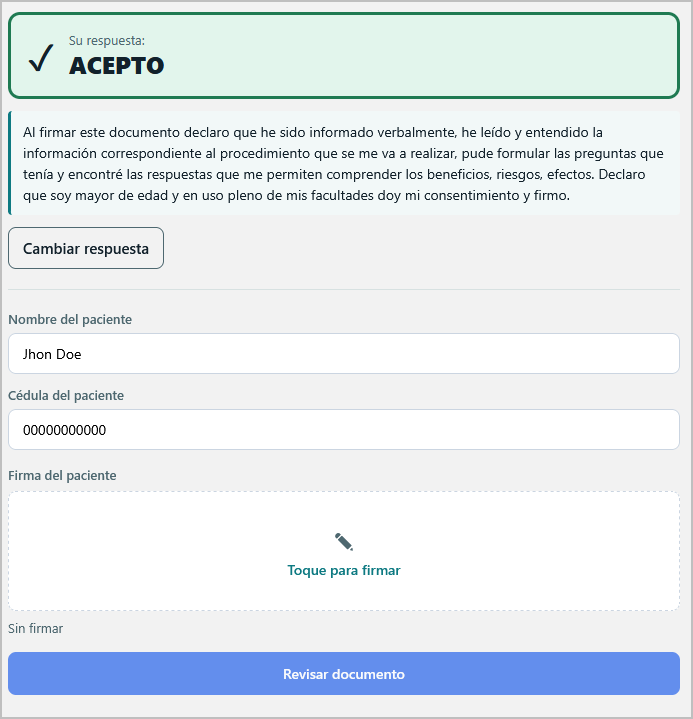 Su respuesta:
ACEPTO
Al firmar este documento declaro que he sido informado verbalmente, he leído y entendido la
información correspondiente al procedimiento que se me va a realizar, pude formular las preguntas que
tenía y encontré las respuestas que me permiten comprender los beneficios, riesgos, efectos. Declaro
que soy mayor de edad y en uso pleno de mis facultades doy mi consentimiento y firmo.
Cambiar respuesta
Nombre del paciente
Jhon Doe
Cédula del paciente
00000000000
Firma del paciente
Toque para firmar
Sin firmar
Revisar documento